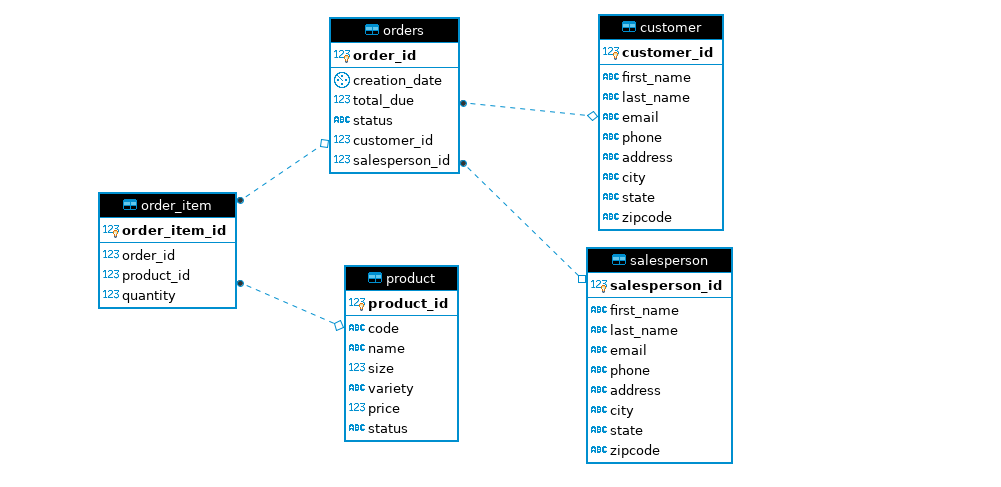 orders
123 order_id
creation_date
123 total_due
ABC status
123 customer_id
123 salesperson_id
customer
123 customer_id
ABC first_name
ABC last_name
ABC email
ABC phone
ABC address
ABC city
ABC state
ABC zipcode
order_item
123 order_item_id
123 order_id
123 product_id
123 quantity
product
123 product_id
ABC code
ABC name
123 size
ABC variety
123 price
ABC status
salesperson
123 salesperson_id
ABC first_name
ABC last_name
ABC email
ABC phone
ABC address
ABC city
ABC state
ABC zipcode